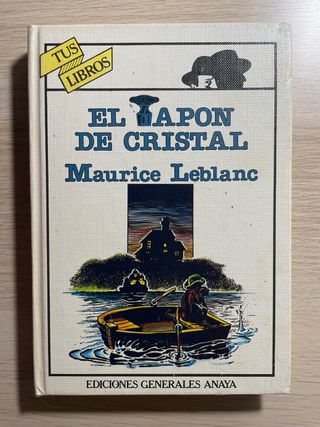 TUS
LIBROS
EL TAPON
DE CRISTAL
Maurice Leblanc
EDICIONES GENERALES ANAYA